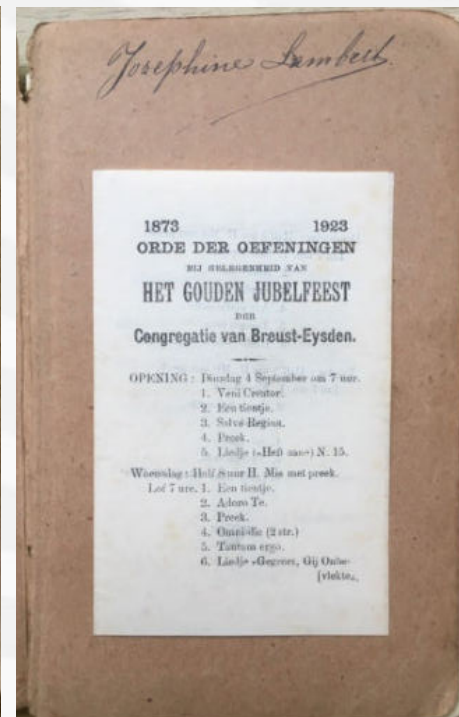 Josephine Lambert.
1873 1923
ORDE DER OEFENINGEN
BIJ GELEGENHEID VAN
HET GOUDEN JUBELFEEST
DER
Congregatie van Breust-Eysden.
OPENING : Dinsdag 4 September om 7 uur.
1. Veni Creator.
2. Een tientje.
3. Salve Regina.
4. Preek.
5. Liedje («Heft aan») N. 15.
Woensdag : Half 8 uur H. Mis met preek.
Lof 7 ure. 1. Een tientje.
2. Adoro Te.
3. Preek.
4. Omni die (2 str.)
5. Tantum ergo.
6. Liedje «Gegroet, Gij Onbe-
[vlekte».